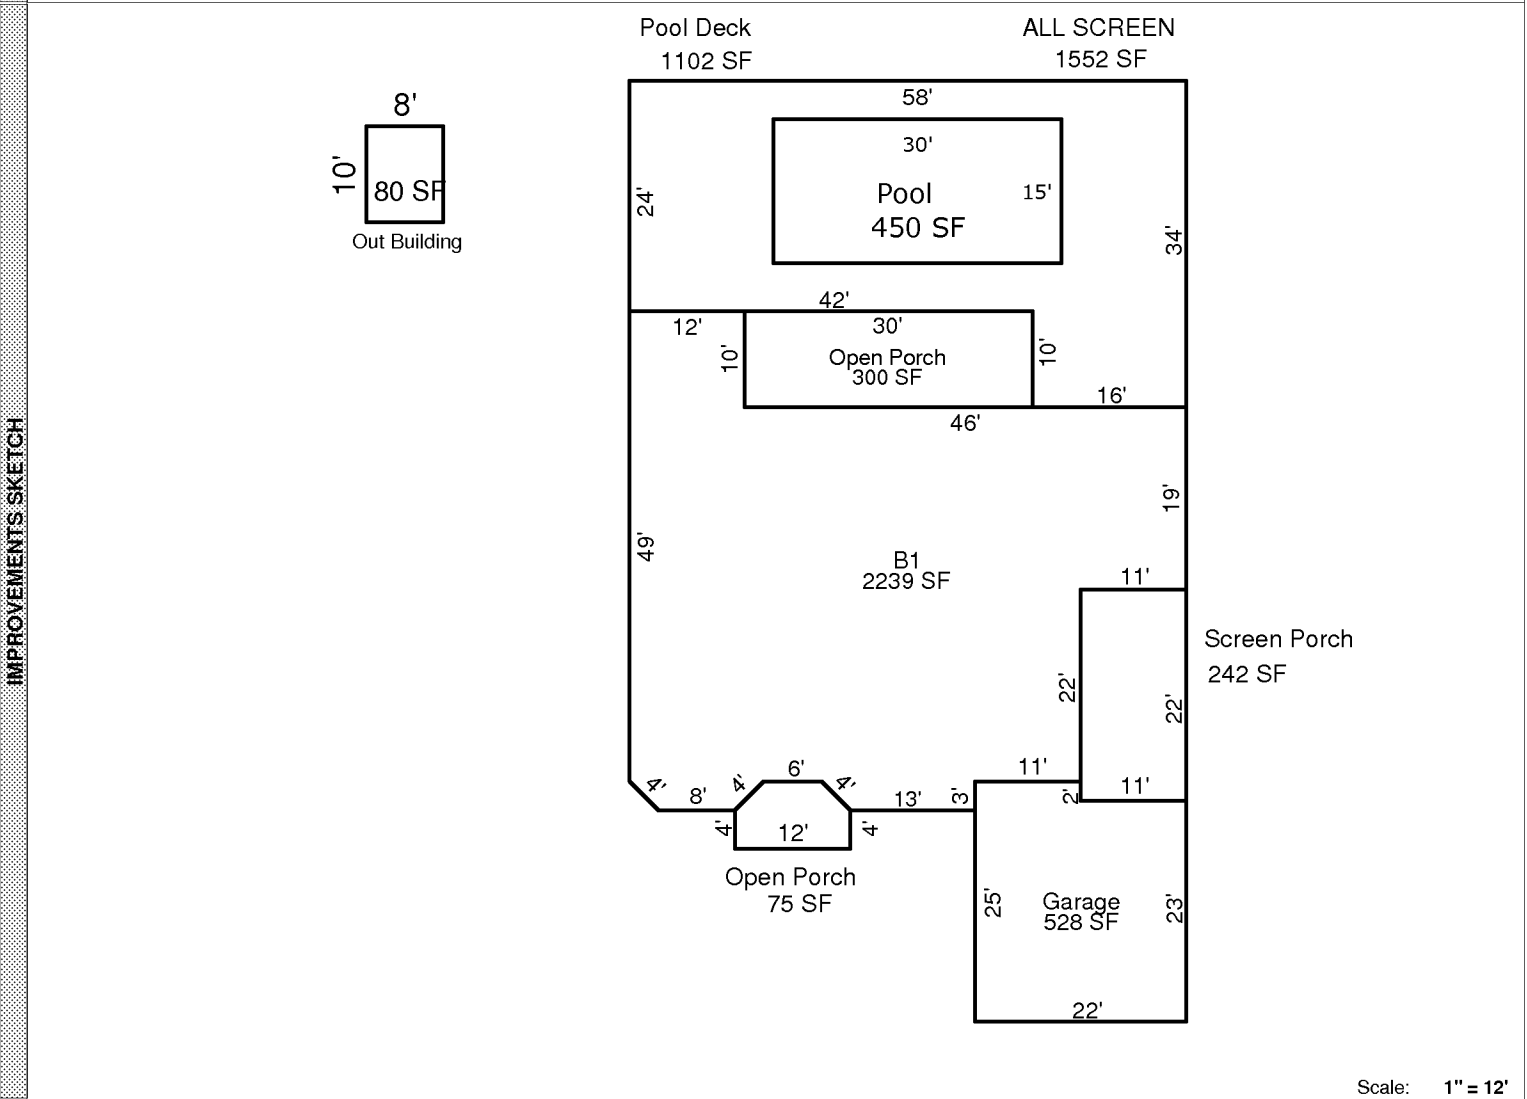 IMPROVEMENTS SKETCH
Pool Deck
1102 SF
ALL SCREEN
1552 SF
58'
8'
10'
80 SF
Out Building
30'
Pool
15'
450 SF
24'
34'
42'
12'
30'
10'
Open Porch
300 SF
10'
16'
46'
19'
49'
B1
2239 SF
11'
Screen Porch
242 SF
22'
22'
4'
8'
4'
6'
4'
13'
3'
11'
2'
11'
4'
12'
4'
Open Porch
75 SF
25'
Garage
528 SF
23'
22'
Scale: 1" = 12'